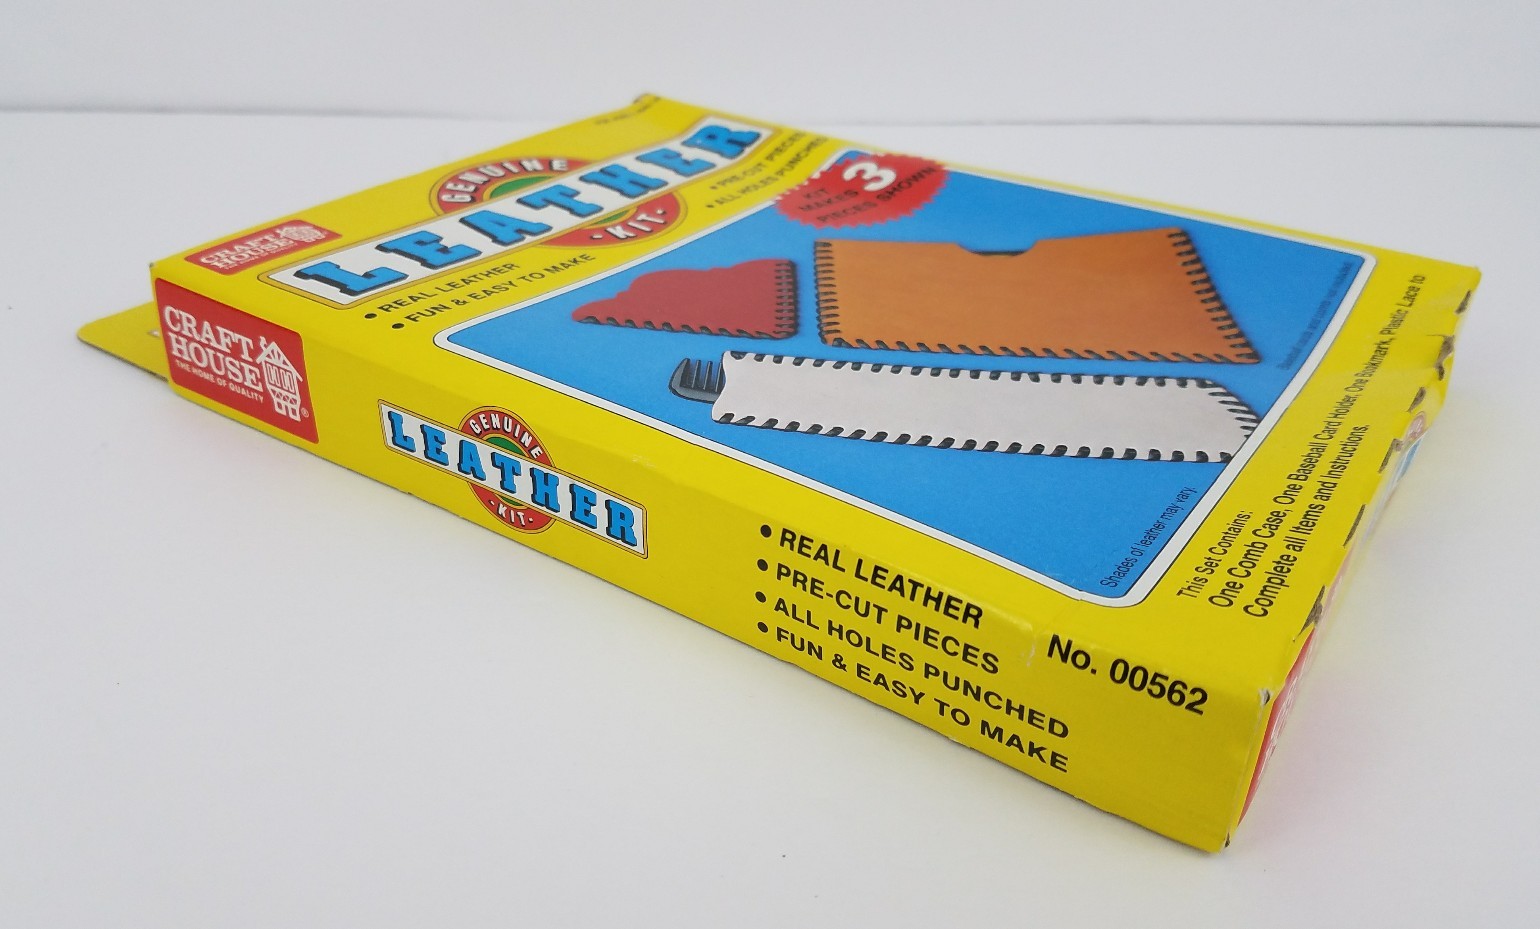 CRAFT
HOUSE
GENUINE
LEATHER
• KIT •
• REAL LEATHER
• FUN & EASY TO MAKE
• PRE-CUT PIECES
• ALL HOLES PUNCHED
KIT
MAKES 3
PIECES SHOWN
Shades of leather may vary.
This Set Contains:
One Comb Case, One Baseball Card Holder, One Bookmark, Plastic Lace to
Complete all Items and Instructions.
CRAFT
HOUSE
THE HOME OF QUALITY
®
GENUINE
LEATHER
• KIT •
• REAL LEATHER
• PRE-CUT PIECES
• ALL HOLES PUNCHED
• FUN & EASY TO MAKE
No. 00562